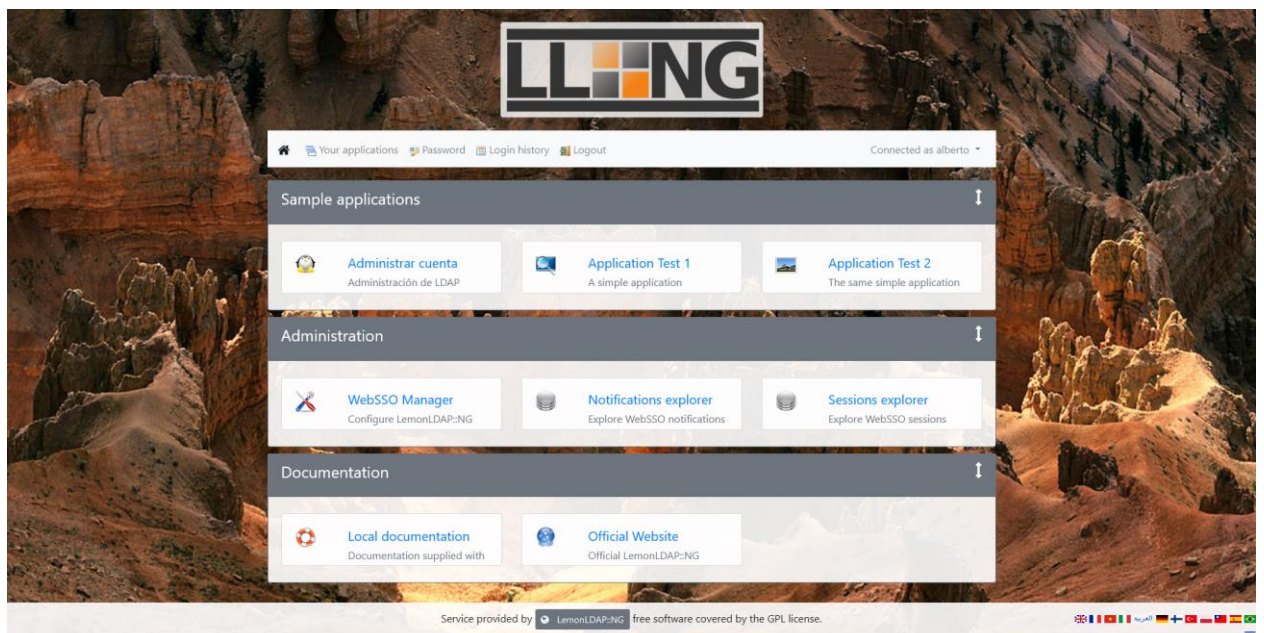 LL NG
Your applications Password Login history Logout Connected as alberto
Sample applications
Administrar cuenta Application Test 1 Application Test 2
Administración de LDAP A simple application The same simple application
Administration
WebSSO Manager Notifications explorer Sessions explorer
Configure LemonLDAP::NG Explore WebSSO notifications Explore WebSSO sessions
Documentation
Local documentation Official Website
Documentation supplied with Official LemonLDAP::NG
Service provided by LemonLDAP::NG free software covered by the GPL license. العربية